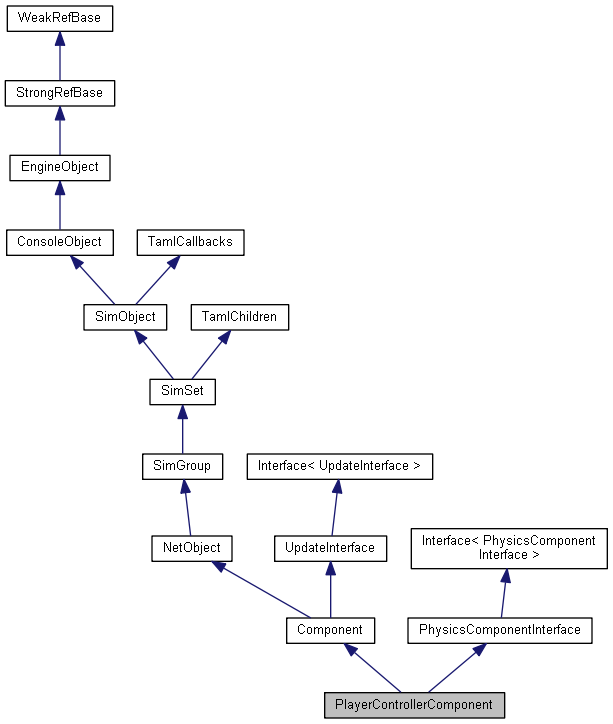 WeakRefBase
StrongRefBase
EngineObject
ConsoleObject
TamlCallbacks
SimObject
TamlChildren
SimSet
SimGroup
Interface< UpdateInterface >
NetObject
UpdateInterface
Interface< PhysicsComponent
Interface >
Component
PhysicsComponentInterface
PlayerControllerComponent